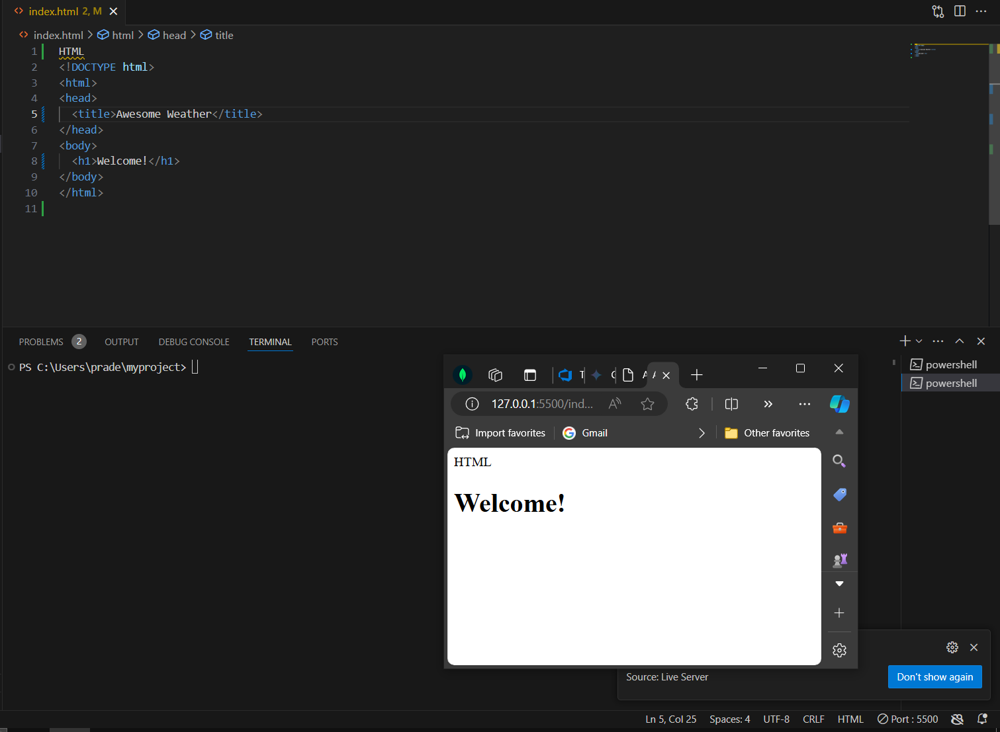 index.html 2, M
index.html > html > head > title
1 HTML
2 <!DOCTYPE html>
3 <html>
4 <head>
5 <title>Awesome Weather</title>
6 </head>
7 <body>
8 <h1>Welcome!</h1>
9 </body>
10 </html>
11
PROBLEMS 2 OUTPUT DEBUG CONSOLE TERMINAL PORTS
PS C:\Users\prade\myproject>
powershell
powershell
127.0.0.1:5500/ind...
Import favorites Gmail Other favorites
HTML
Welcome!
Source: Live Server Don't show again
Ln 5, Col 25 Spaces: 4 UTF-8 CRLF HTML Port : 5500